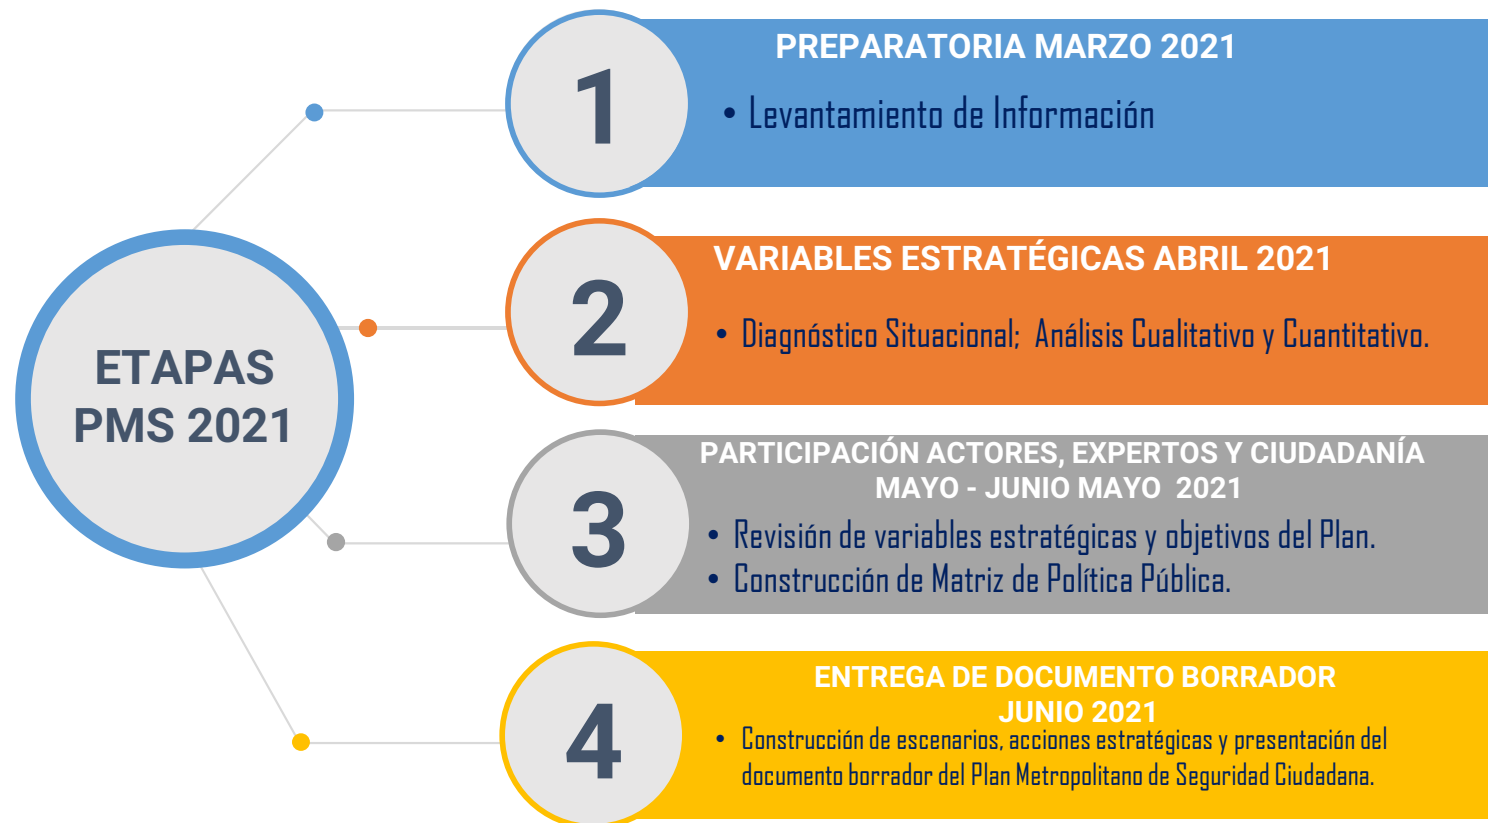 ETAPAS
PMS 2021
1
PREPARATORIA MARZO 2021
• Levantamiento de Información
2
VARIABLES ESTRATÉGICAS ABRIL 2021
• Diagnóstico Situacional; Análisis Cualitativo y Cuantitativo.
3
PARTICIPACIÓN ACTORES, EXPERTOS Y CIUDADANÍA
MAYO - JUNIO MAYO 2021
• Revisión de variables estratégicas y objetivos del Plan.
• Construcción de Matriz de Política Pública.
4
ENTREGA DE DOCUMENTO BORRADOR
JUNIO 2021
• Construcción de escenarios, acciones estratégicas y presentación del
documento borrador del Plan Metropolitano de Seguridad Ciudadana.